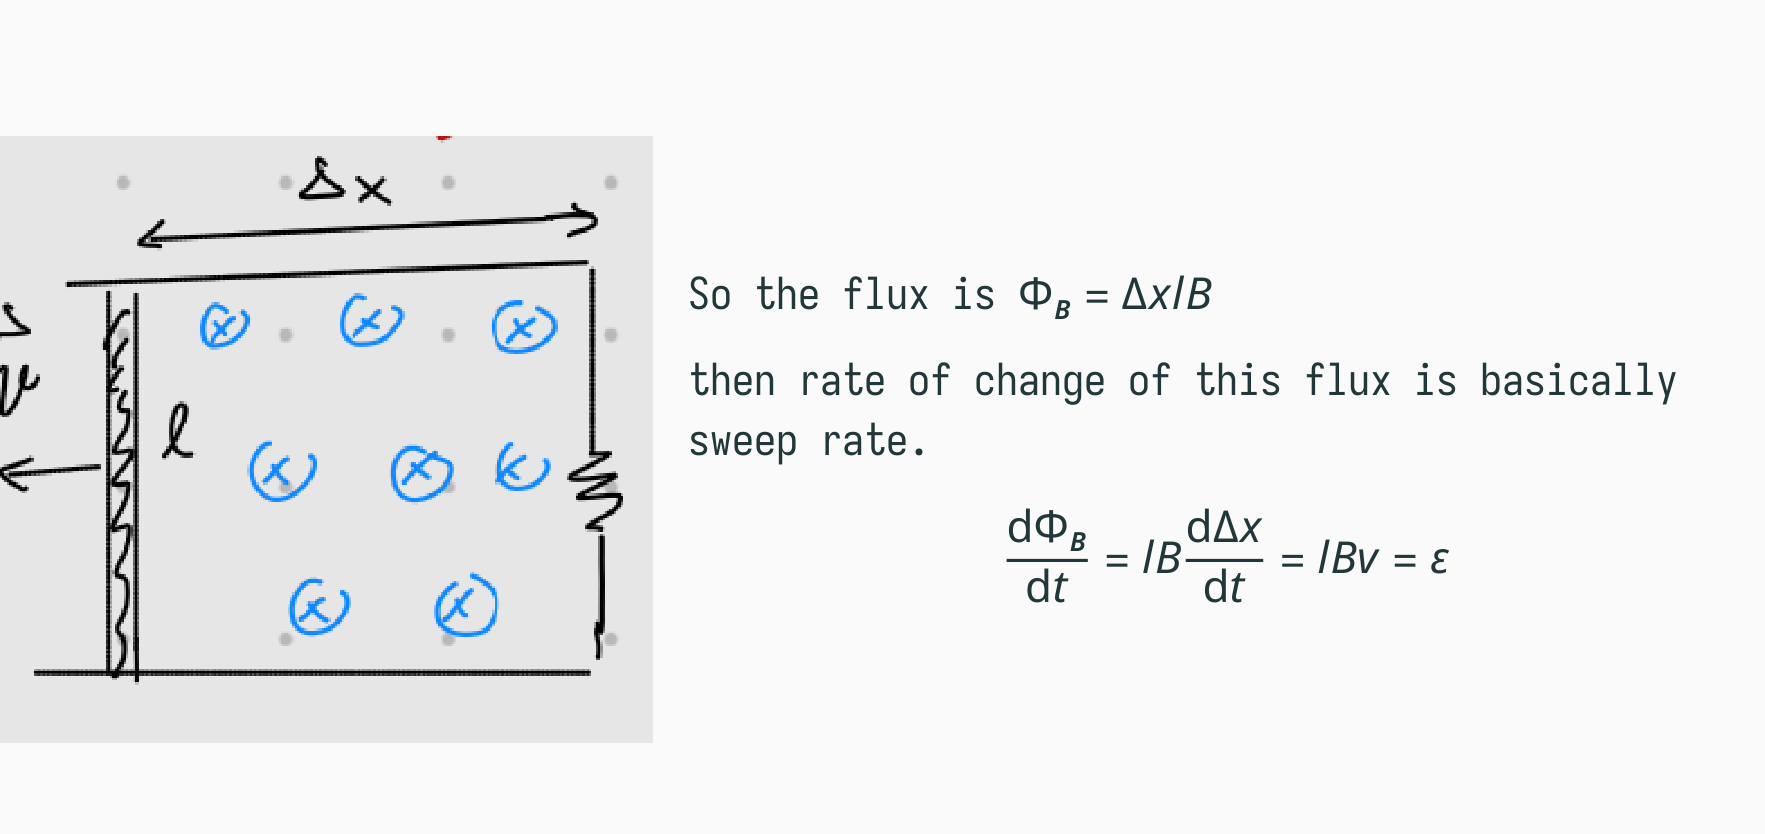 Δx
v
l
So the flux is Φ_B = ΔxlB
then rate of change of this flux is basically
sweep rate.
dΦ_B/dt = lB dΔx/dt = lBv = ε